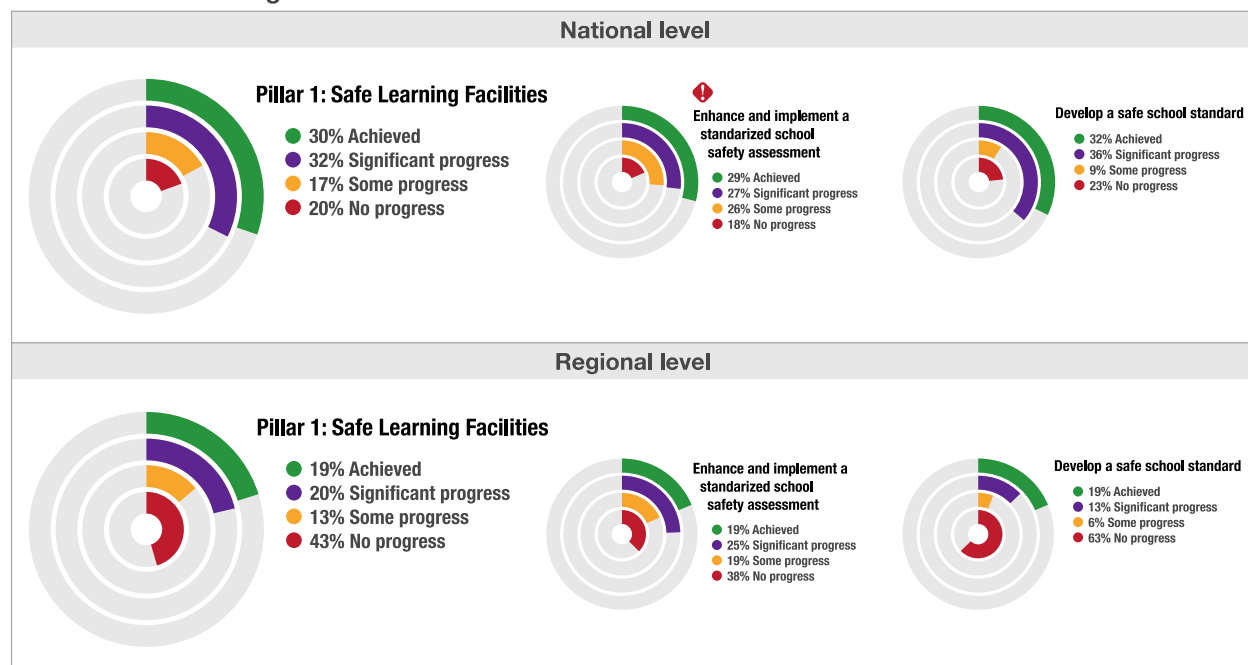 National level
Pillar 1: Safe Learning Facilities
30% Achieved
32% Significant progress
17% Some progress
20% No progress
!
Enhance and implement a
standarized school
safety assessment
29% Achieved
27% Significant progress
26% Some progress
18% No progress
Develop a safe school standard
32% Achieved
36% Significant progress
9% Some progress
23% No progress
Regional level
Pillar 1: Safe Learning Facilities
19% Achieved
20% Significant progress
13% Some progress
43% No progress
Enhance and implement a
standarized school
safety assessment
19% Achieved
25% Significant progress
19% Some progress
38% No progress
Develop a safe school standard
19% Achieved
13% Significant progress
6% Some progress
63% No progress